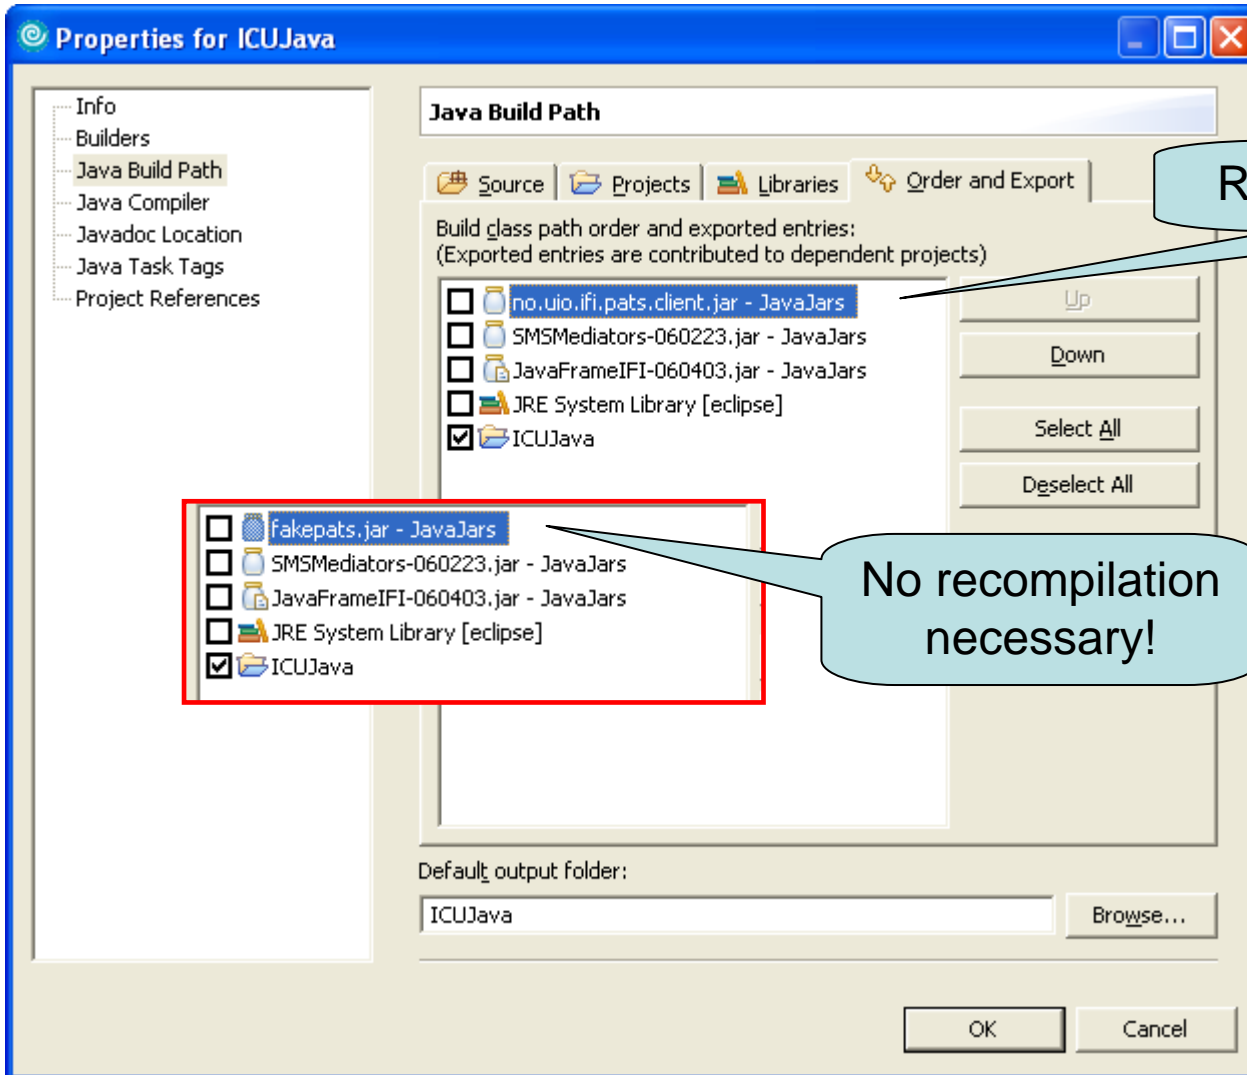 Properties for ICUJava
Info
Builders
Java Build Path
Java Compiler
Javadoc Location
Java Task Tags
Project References
Java Build Path
Source
Projects
Libraries
Order and Export
R
Build class path order and exported entries:
(Exported entries are contributed to dependent projects)
no.uio.ifi.pats.client.jar - JavaJars
SMSMediators-060223.jar - JavaJars
JavaFrameIFI-060403.jar - JavaJars
JRE System Library [eclipse]
ICUJava
Up
Down
Select All
Deselect All
fakepats.jar - JavaJars
SMSMediators-060223.jar - JavaJars
JavaFrameIFI-060403.jar - JavaJars
JRE System Library [eclipse]
ICUJava
No recompilation
necessary!
Default output folder:
ICUJava
Browse...
OK
Cancel